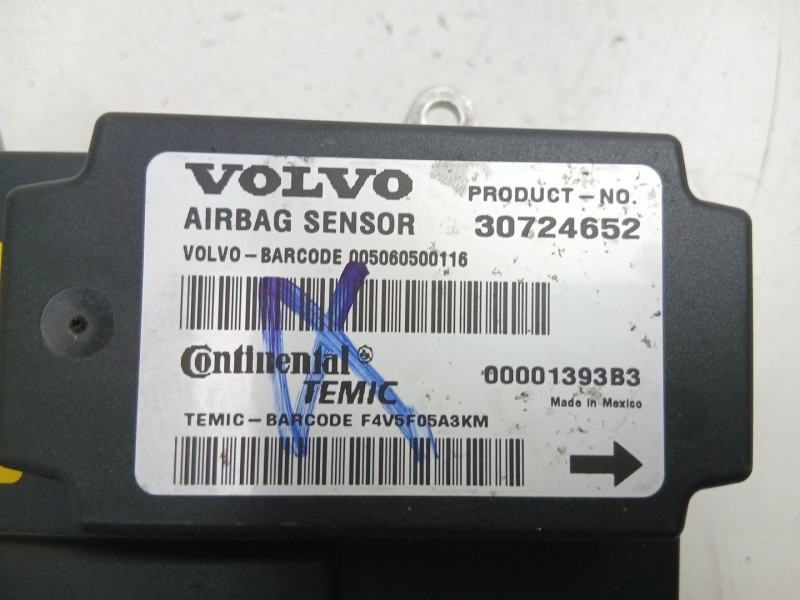 VOLVO PRODUCT-NO.
AIRBAG SENSOR 30724652
VOLVO-BARCODE 005060500116
Continental
TEMIC 00001393B3
Made in Mexico
TEMIC-BARCODE F4V5F05A3KM